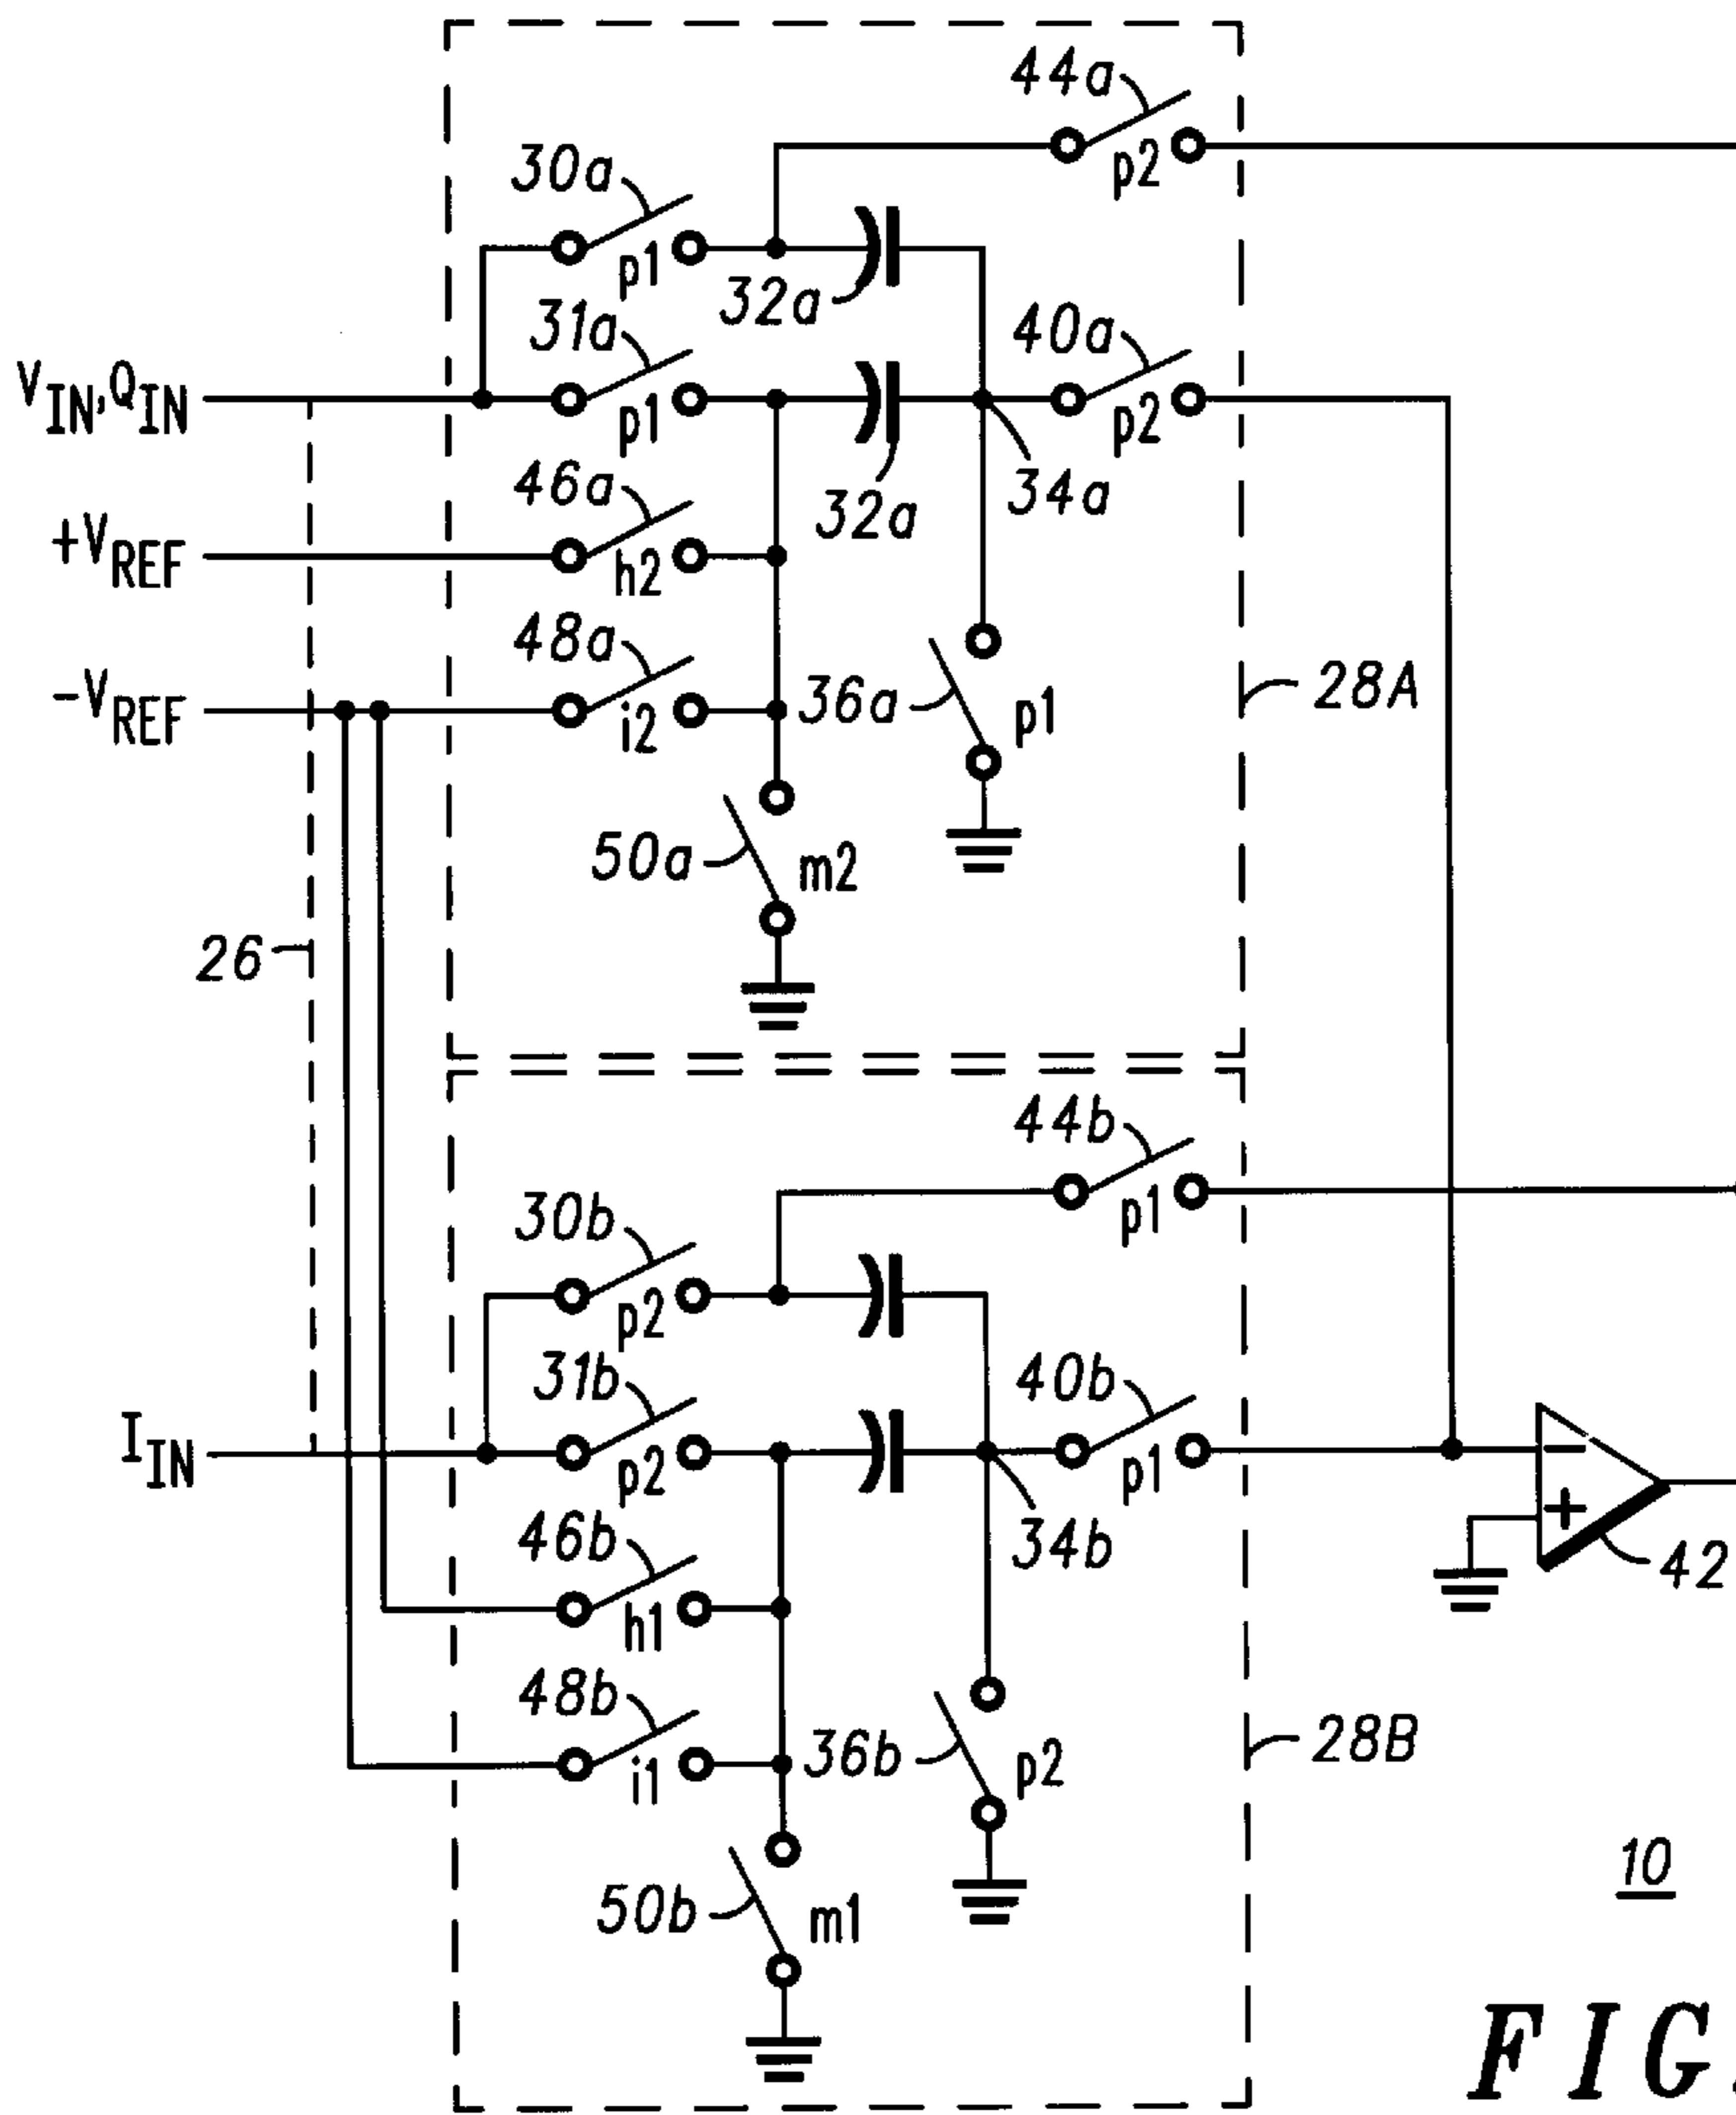 44a
p2
30a
p1
32a
31a
p1
40a
p2
VIN,QIN
46a
32a
34a
+VREF
h2
48a
-VREF
i2
36a
p1
28A
50a
m2
26
44b
p1
30b
p2
31b
p2
40b
p1
IIN
46b
34b
h1
42
48b
i1
36b
p2
28B
50b
m1
10
FIG.